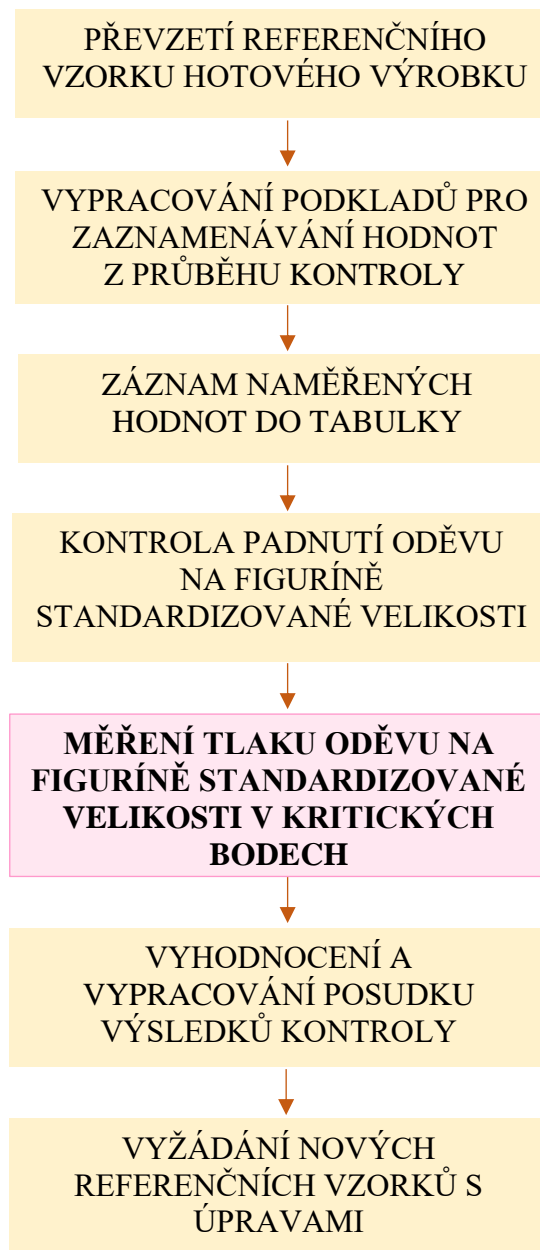 PŘEVZETÍ REFERENČNÍHO
VZORKU HOTOVÉHO VÝROBKU
VYPRACOVÁNÍ PODKLADŮ PRO
ZAZNAMENÁVÁNÍ HODNOT
Z PRŮBĚHU KONTROLY
ZÁZNAM NAMĚŘENÝCH
HODNOT DO TABULKY
KONTROLA PADNUTÍ ODĚVU
NA FIGURÍNĚ
STANDARDIZOVANÉ VELIKOSTI
MĚŘENÍ TLAKU ODĚVU NA
FIGURÍNĚ STANDARDIZOVANÉ
VELIKOSTI V KRITICKÝCH
BODECH
VYHODNOCENÍ A
VYPRACOVÁNÍ POSUDKU
VÝSLEDKŮ KONTROLY
VYŽÁDÁNÍ NOVÝCH
REFERENČNÍCH VZORKŮ S
ÚPRAVAMI